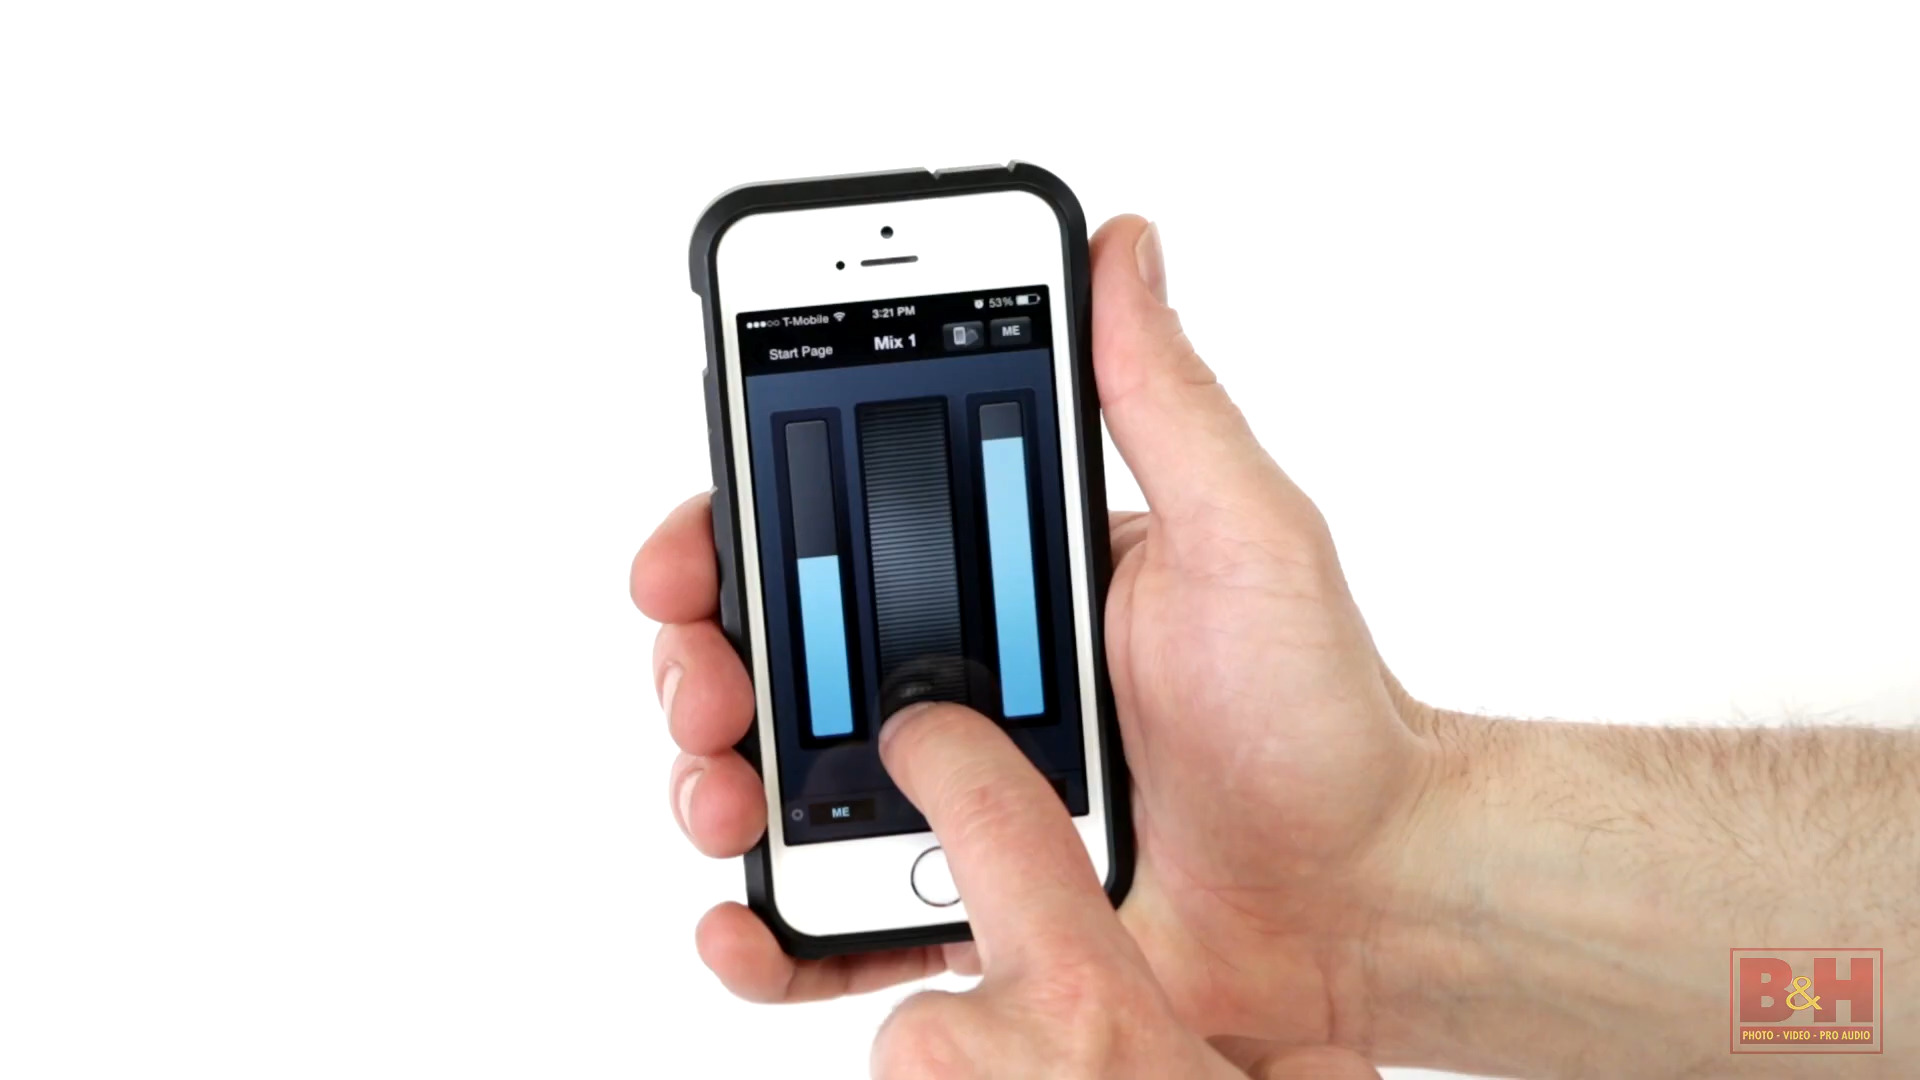 T-Mobile 3:21 PM 53%
Start Page Mix 1 ME
ME
B&H
PHOTO - VIDEO - PRO AUDIO